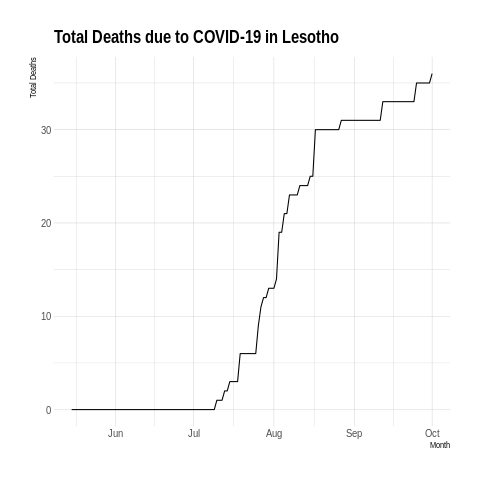 Total Deaths due to COVID-19 in Lesotho
Total Deaths
30
20
10
0
Jun Jul Aug Sep Oct
Month